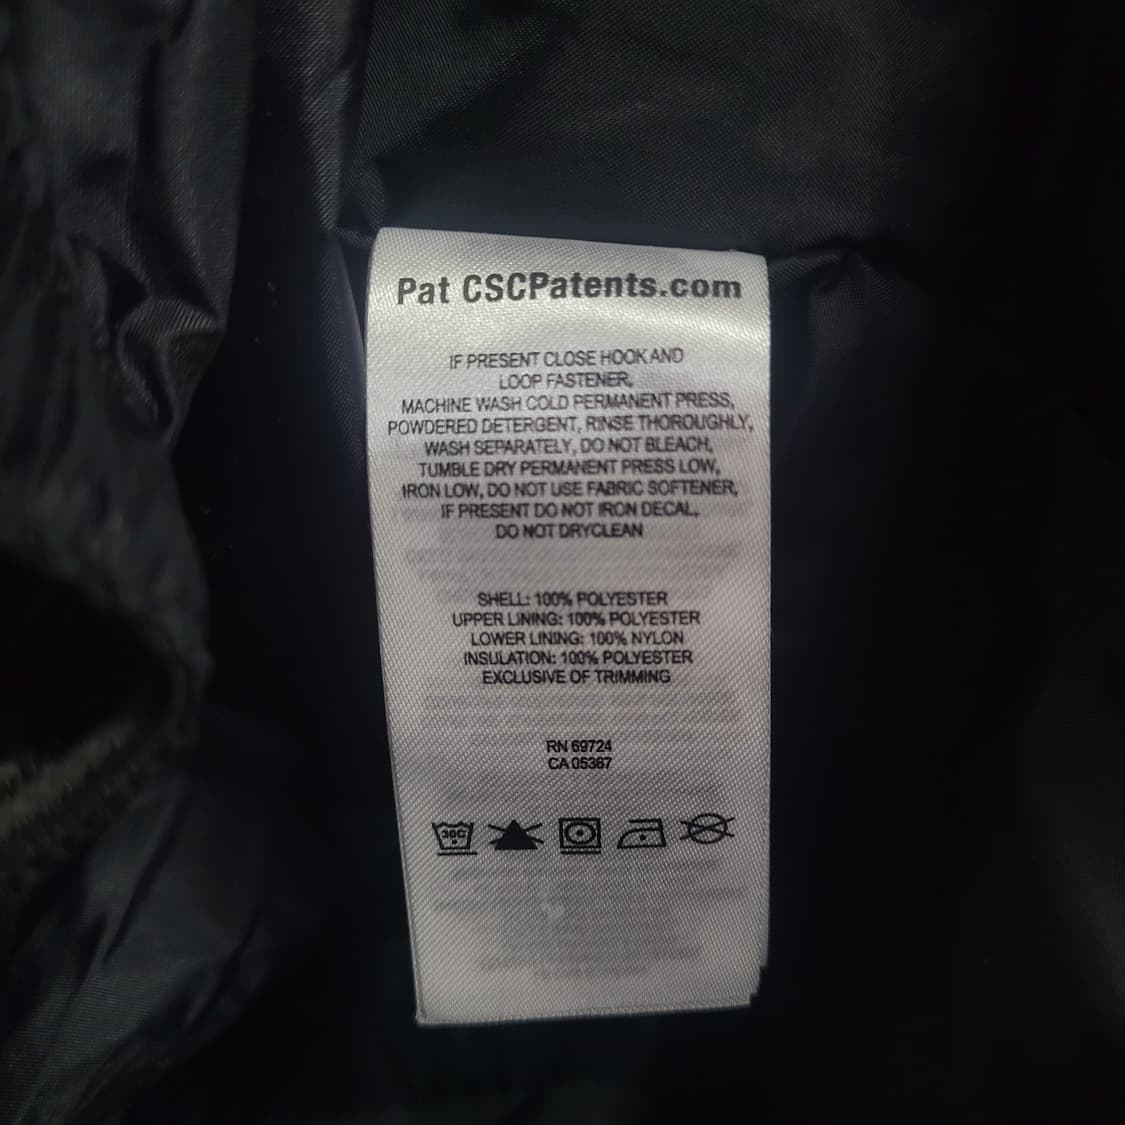 Pat CSCPatents.com
IF PRESENT CLOSE HOOK AND
LOOP FASTENER,
MACHINE WASH COLD PERMANENT PRESS,
POWDERED DETERGENT, RINSE THOROUGHLY,
WASH SEPARATELY, DO NOT BLEACH,
TUMBLE DRY PERMANENT PRESS LOW,
IRON LOW, DO NOT USE FABRIC SOFTENER,
IF PRESENT DO NOT IRON DECAL,
DO NOT DRYCLEAN
SHELL: 100% POLYESTER
UPPER LINING: 100% POLYESTER
LOWER LINING: 100% NYLON
INSULATION: 100% POLYESTER
EXCLUSIVE OF TRIMMING
RN 69724
CA 05367
30C